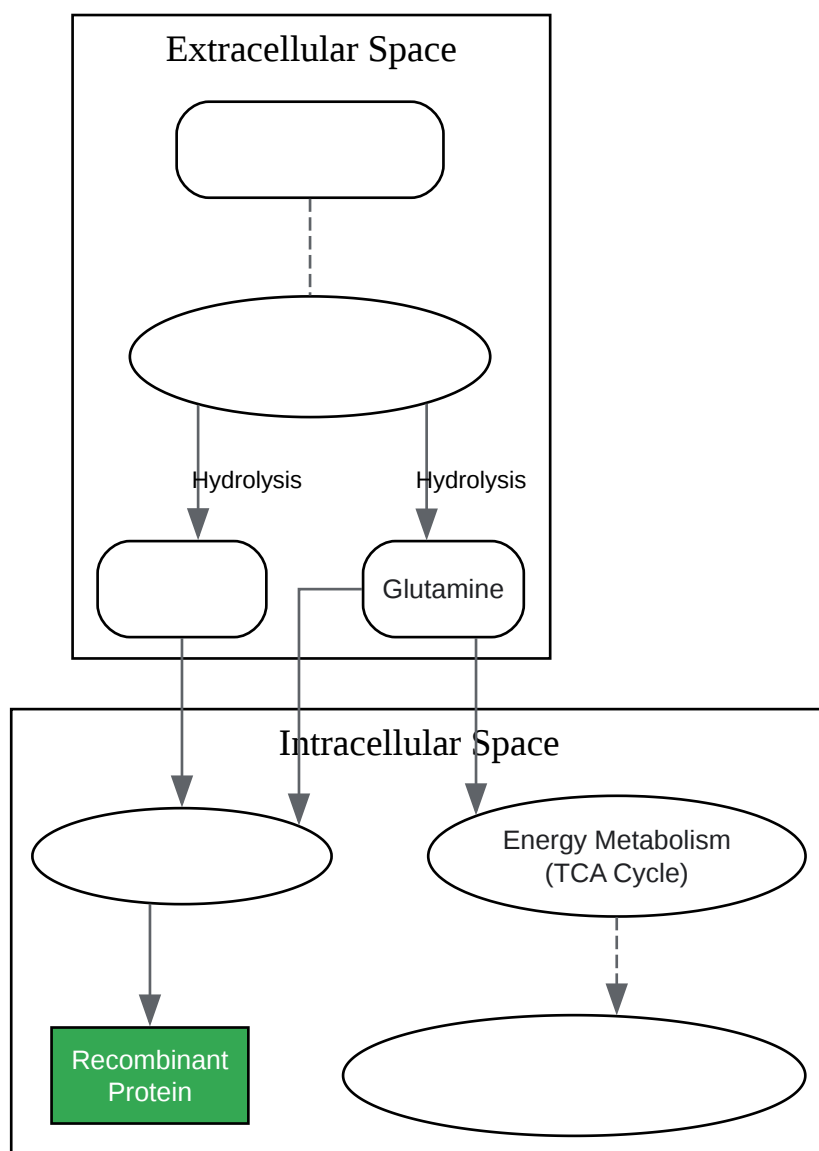 Extracellular Space
Hydrolysis
Hydrolysis
Glutamine
Intracellular Space
Energy Metabolism
(TCA Cycle)
Recombinant
Protein